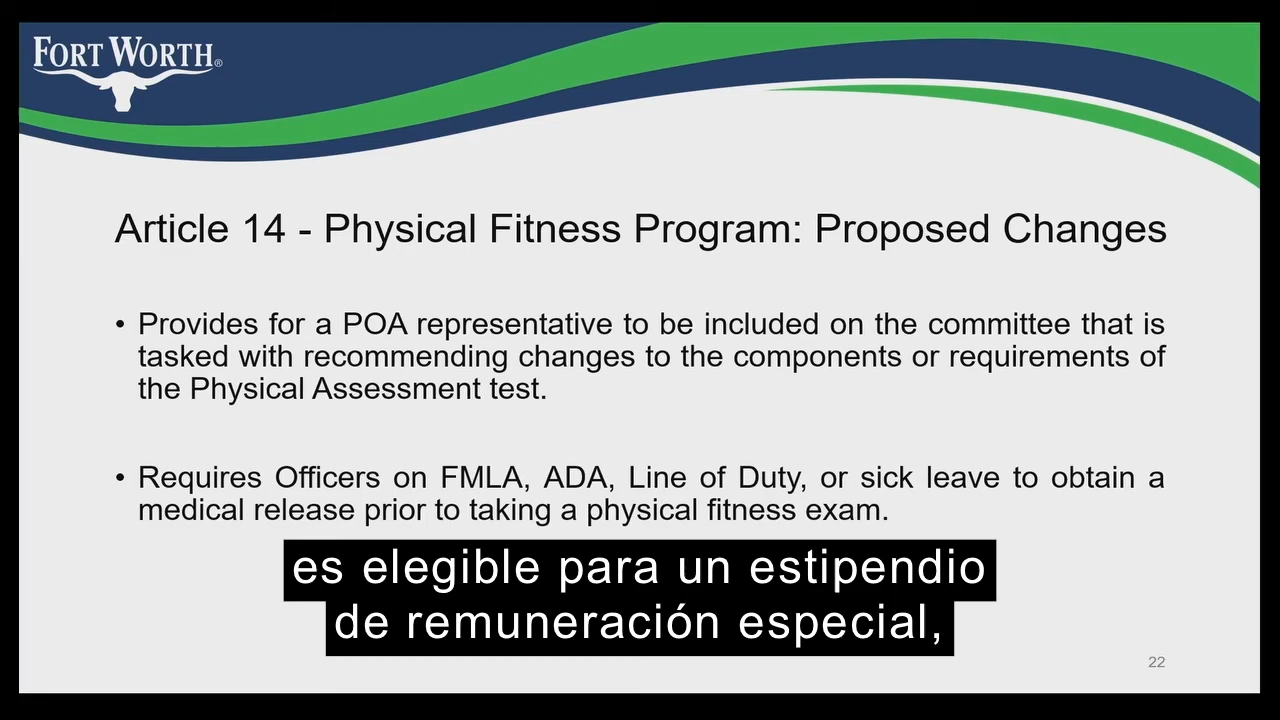 FORT WORTH®
Article 14 - Physical Fitness Program: Proposed Changes
• Provides for a POA representative to be included on the committee that is
tasked with recommending changes to the components or requirements of
the Physical Assessment test.
• Requires Officers on FMLA, ADA, Line of Duty, or sick leave to obtain a
medical release prior to taking a physical fitness exam.
es elegible para un estipendio
de remuneración especial,
22